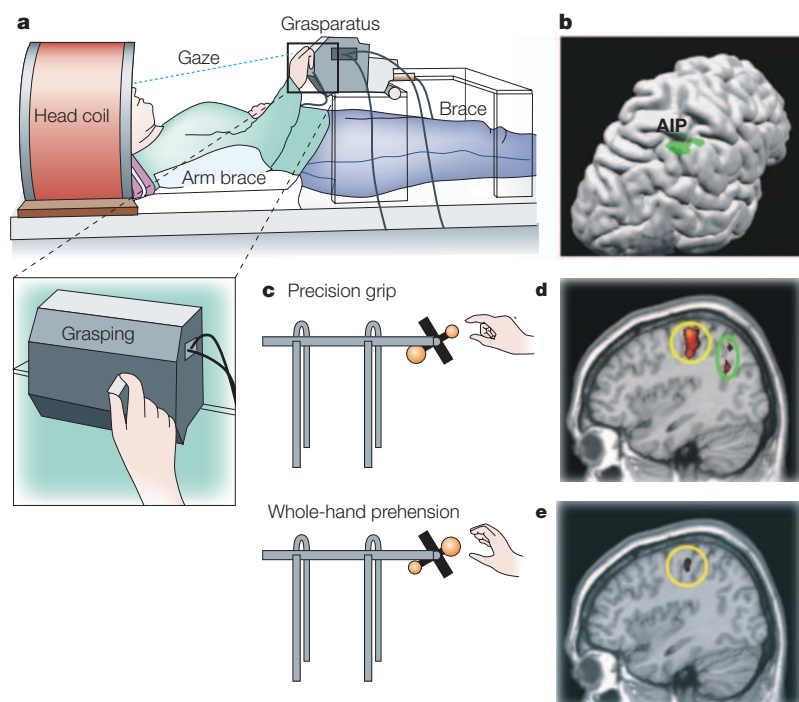 a
Grasparatus
b
Gaze
Head coil
Brace
AIP
Arm brace
c Precision grip
d
Grasping
Whole-hand prehension
e